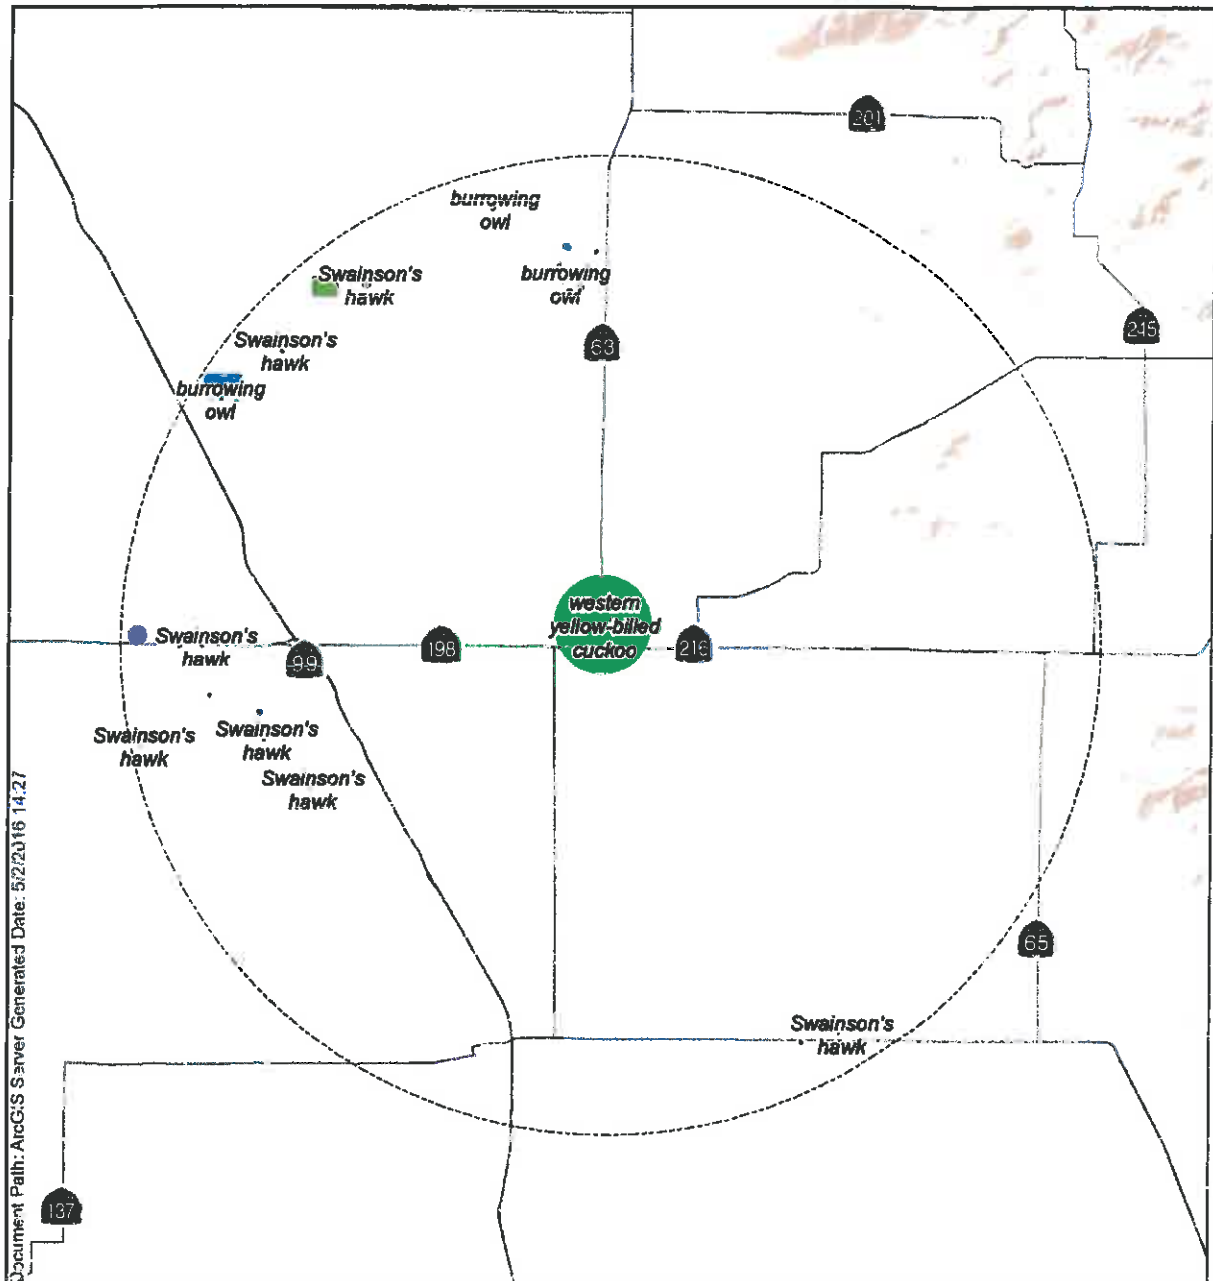 201
burrowing
owl
Swainson's
hawk
burrowing
owl
245
Swainson's
hawk
63
burrowing
owl
western
yellow-billed
cuckoo
Swainson's
hawk
99
198
216
Swainson's
hawk
Swainson's
hawk
Swainson's
hawk
65
Swainson's
hawk
137
Document Path: ArcGIS Server Generated Date: 5/2/2016 14:27